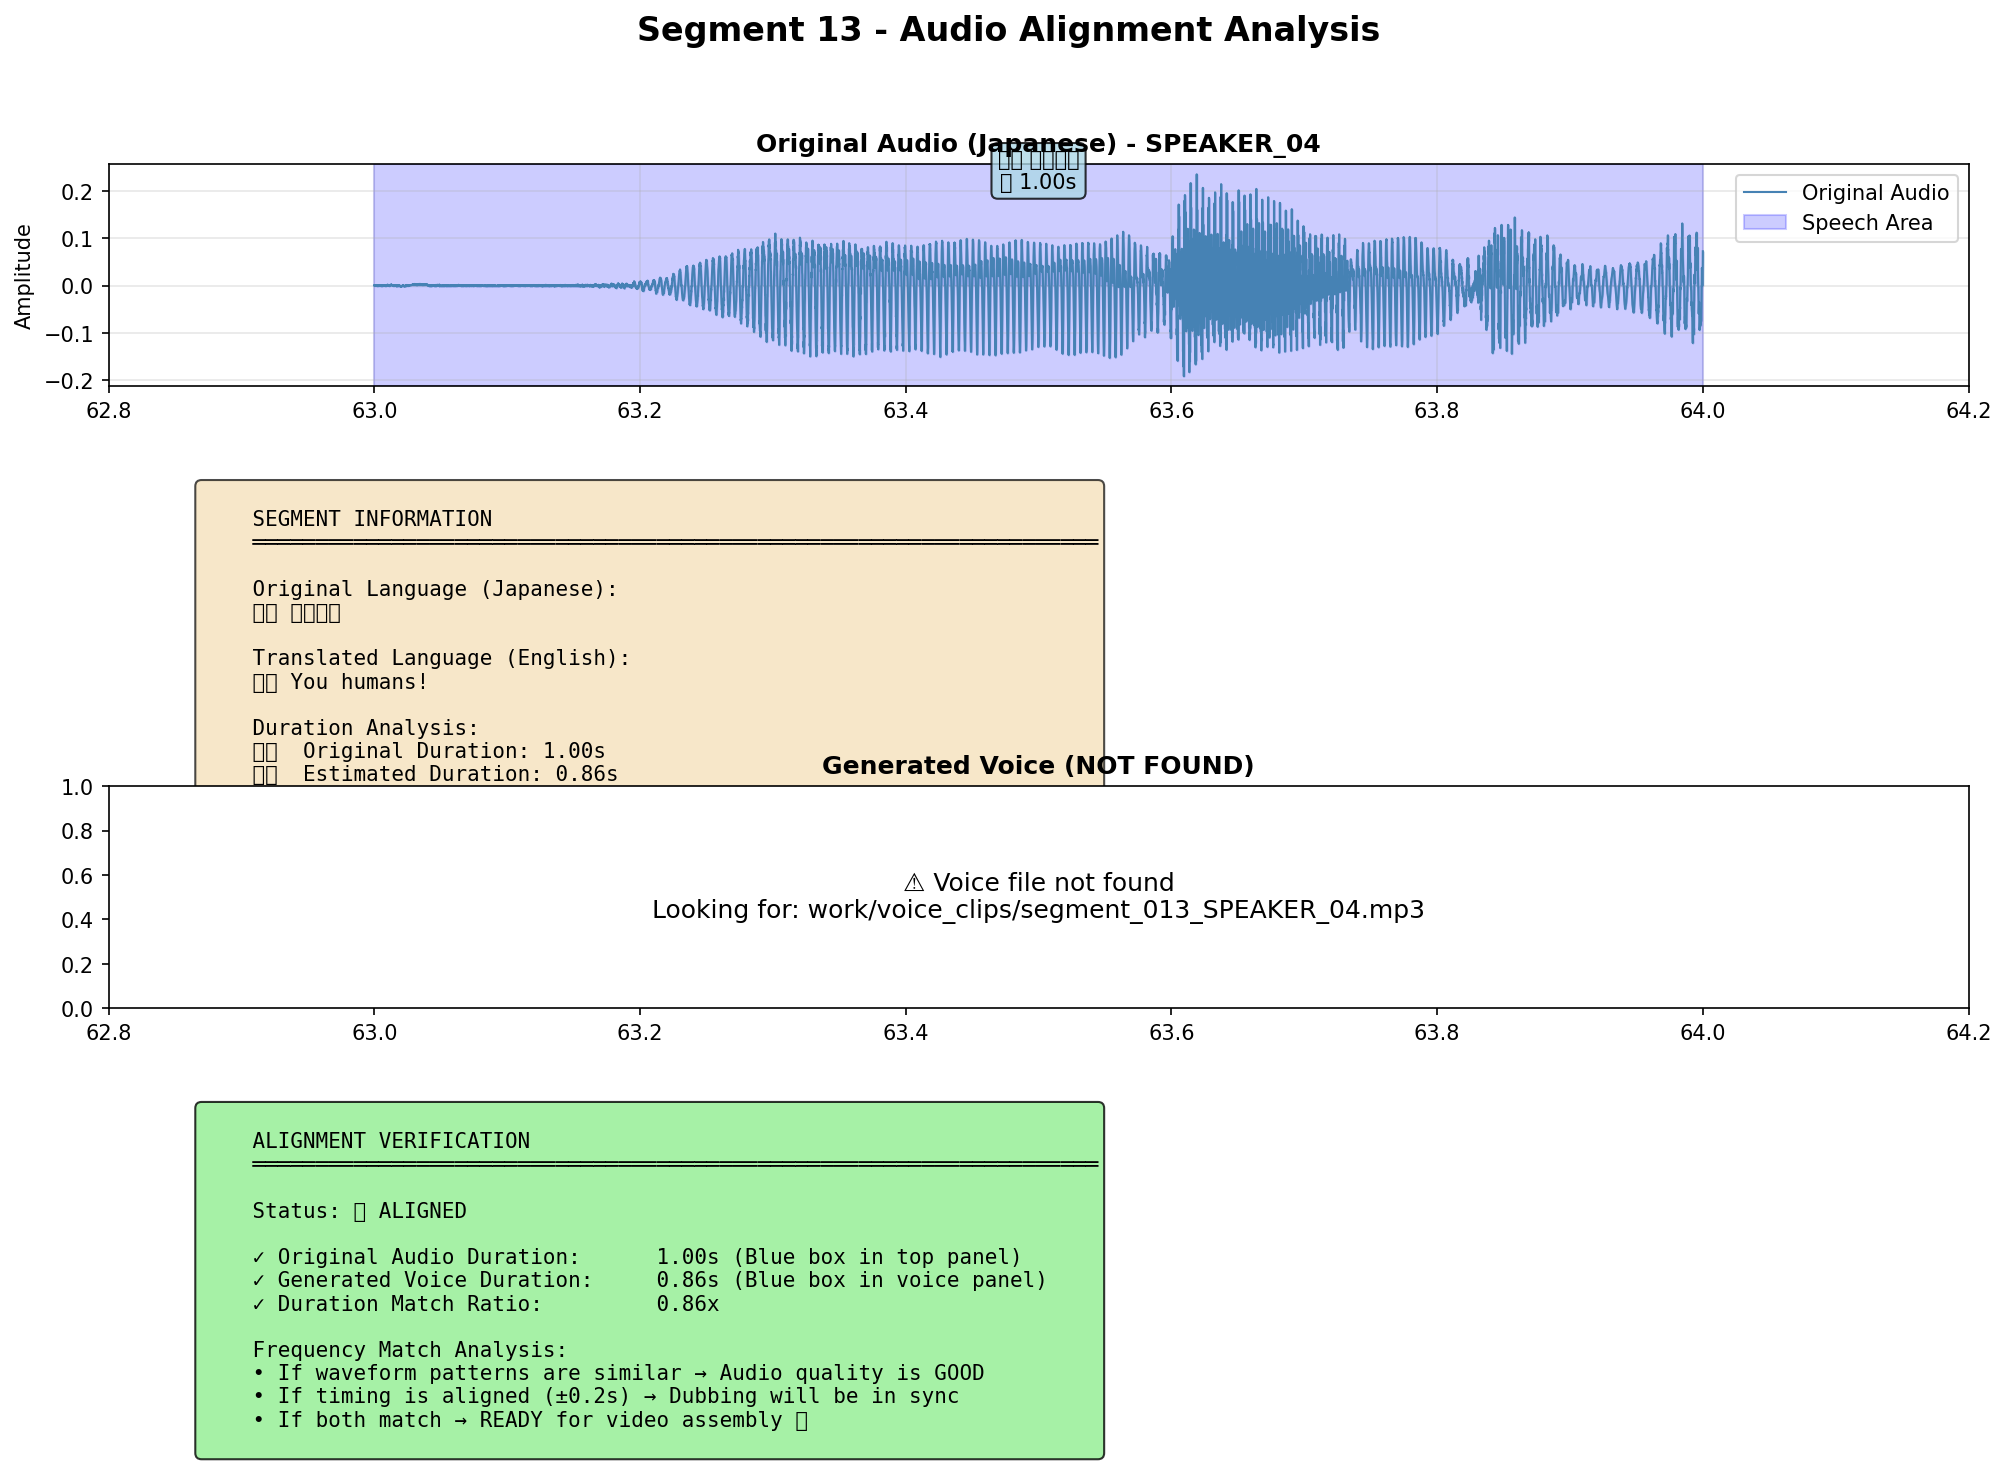 Segment 13 - Audio Alignment Analysis
Original Audio (Japanese) - SPEAKER_04
1.00s
Original Audio
Speech Area
Amplitude
0.2
0.1
0.0
−0.1
−0.2
62.8 63.0 63.2 63.4 63.6 63.8 64.0 64.2
SEGMENT INFORMATION
Original Language (Japanese):
Translated Language (English):
You humans!
Duration Analysis:
Original Duration: 1.00s
Estimated Duration: 0.86s
Generated Voice (NOT FOUND)
1.0
0.8
0.6
0.4
0.2
0.0
⚠ Voice file not found
Looking for: work/voice_clips/segment_013_SPEAKER_04.mp3
62.8 63.0 63.2 63.4 63.6 63.8 64.0 64.2
ALIGNMENT VERIFICATION
Status: ALIGNED
✓ Original Audio Duration: 1.00s (Blue box in top panel)
✓ Generated Voice Duration: 0.86s (Blue box in voice panel)
✓ Duration Match Ratio: 0.86x
Frequency Match Analysis:
• If waveform patterns are similar → Audio quality is GOOD
• If timing is aligned (±0.2s) → Dubbing will be in sync
• If both match → READY for video assembly